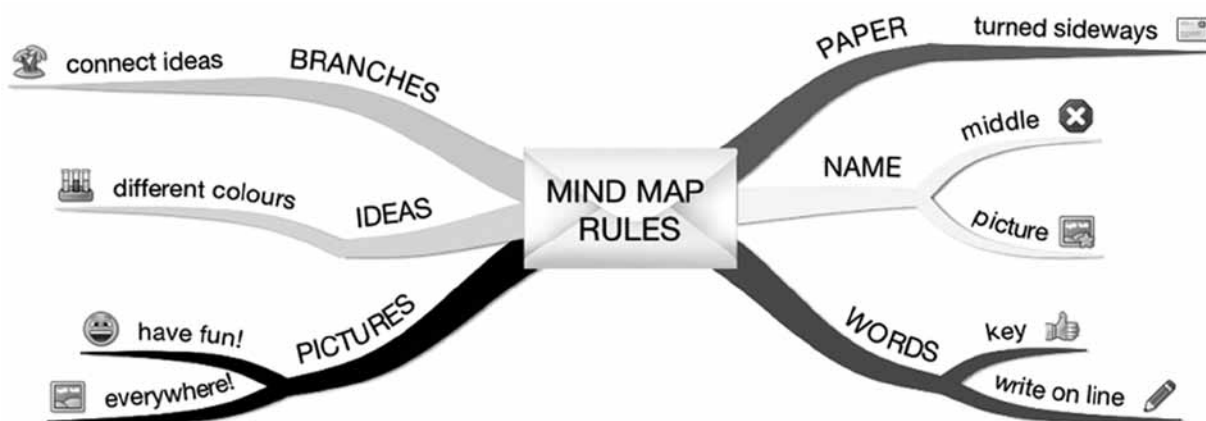 MIND MAP
RULES
PAPER
turned sideways
NAME
middle
picture
WORDS
key
write on line
PICTURES
have fun!
everywhere!
IDEAS
different colours
BRANCHES
connect ideas